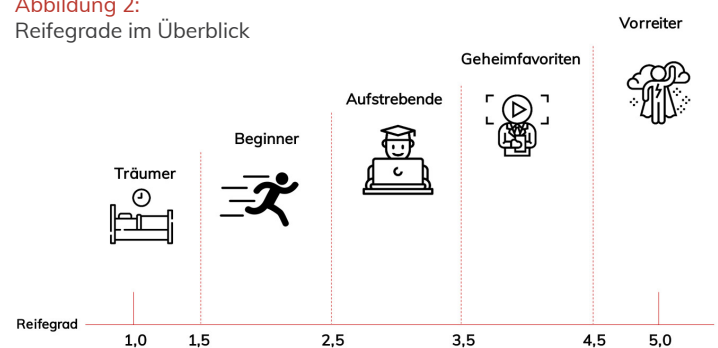 Abbildung 2:
Reifegrade im Überblick
Vorreiter
Geheimfavoriten
Aufstrebende
Beginner
Träumer
Reifegrad
1,0 1,5 2,5 3,5 4,5 5,0